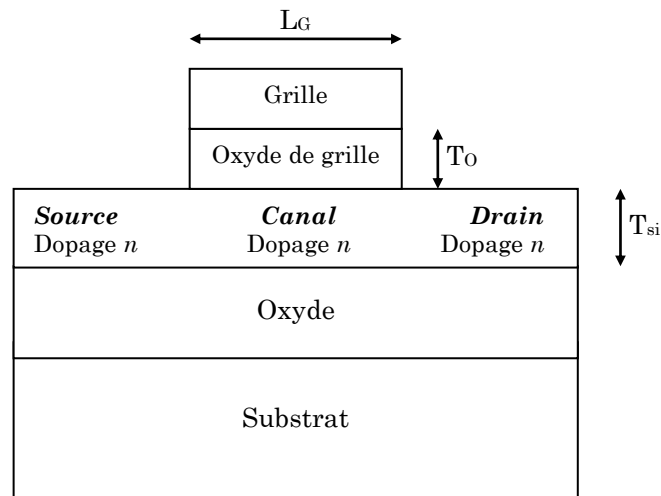 LG
Grille
Oxyde de grille
TO
Source Canal Drain
Dopage n Dopage n Dopage n
Tsi
Oxyde
Substrat